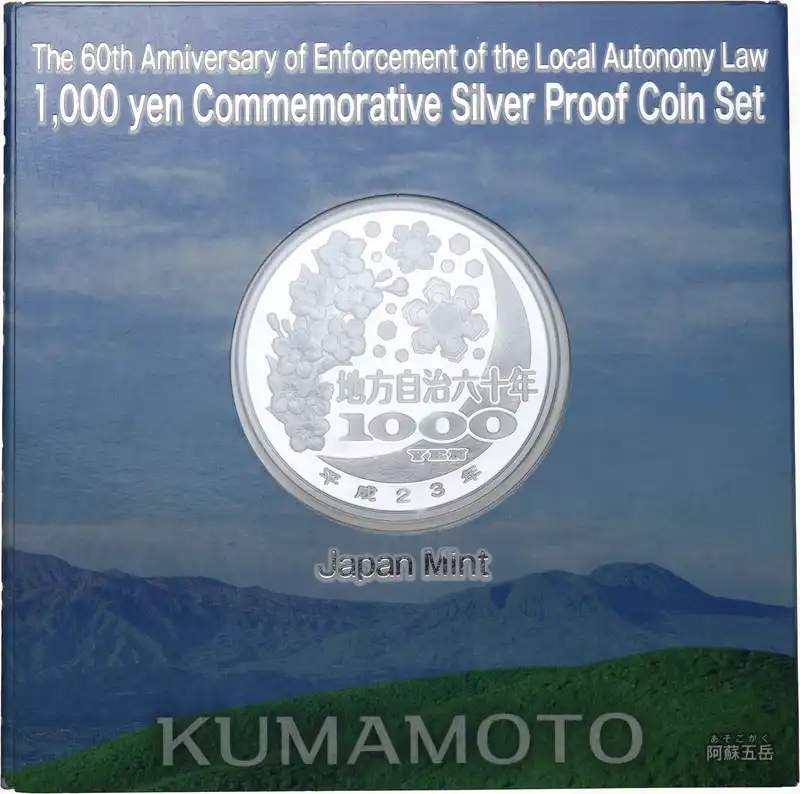 The 60th Anniversary of Enforcement of the Local Autonomy Law
1,000 yen Commemorative Silver Proof Coin Set
地方自治六十年
1000
YEN
平成23年
Japan Mint
KUMAMOTO
あそごがく
阿蘇五岳